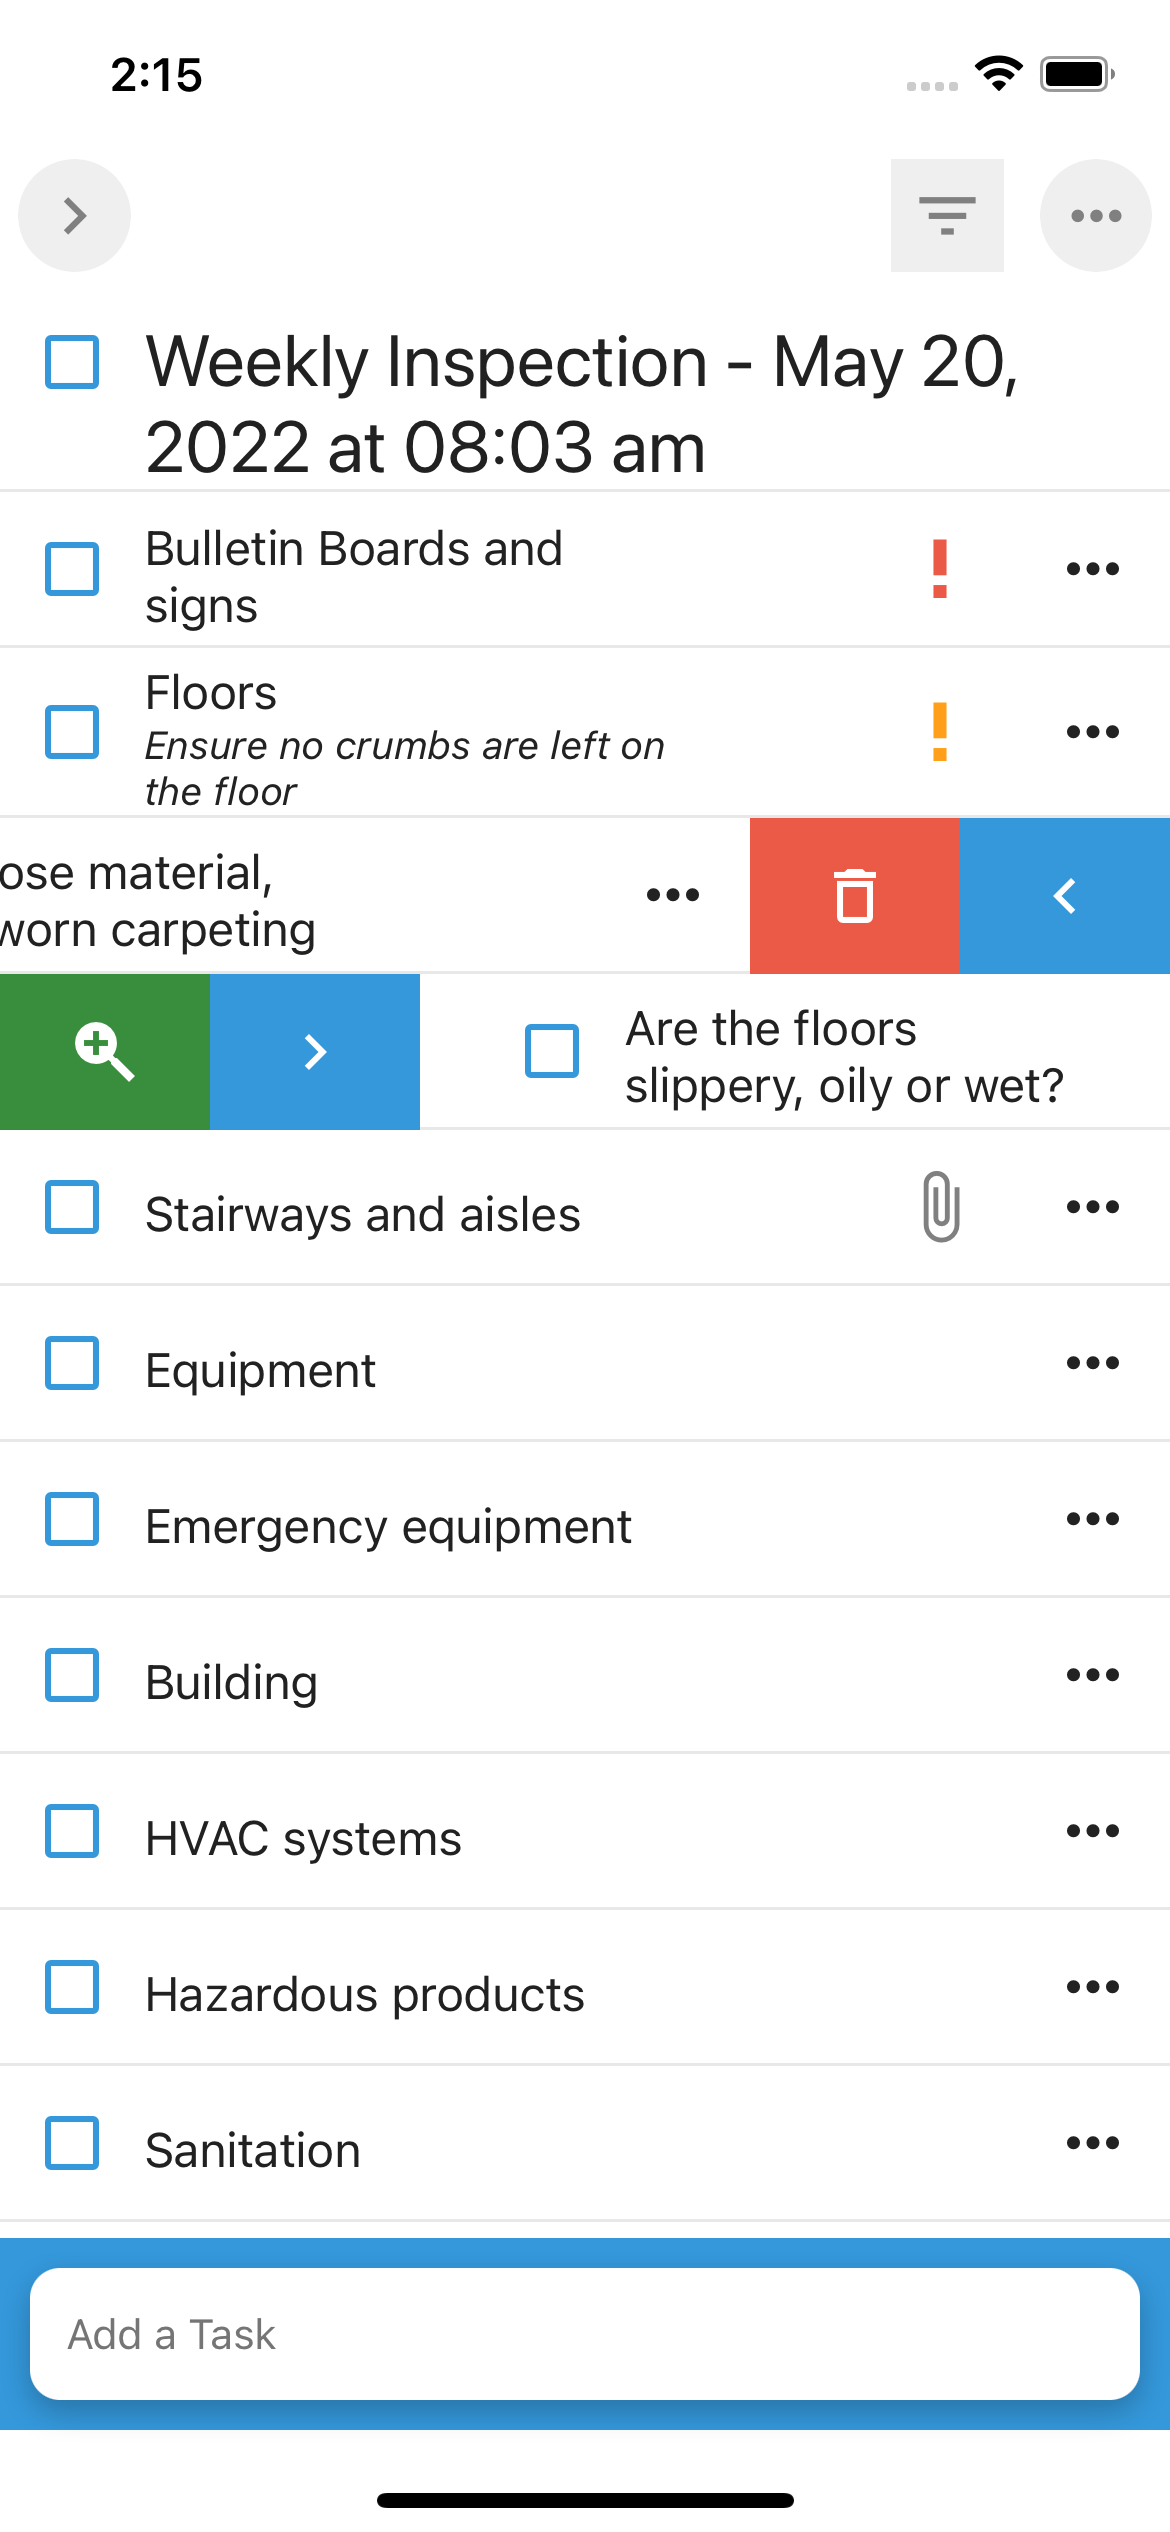 2:15
Weekly Inspection - May 20,
2022 at 08:03 am
Bulletin Boards and
signs
Floors
Ensure no crumbs are left on
the floor
ose material,
worn carpeting
Are the floors
slippery, oily or wet?
Stairways and aisles
Equipment
Emergency equipment
Building
HVAC systems
Hazardous products
Sanitation
Add a Task